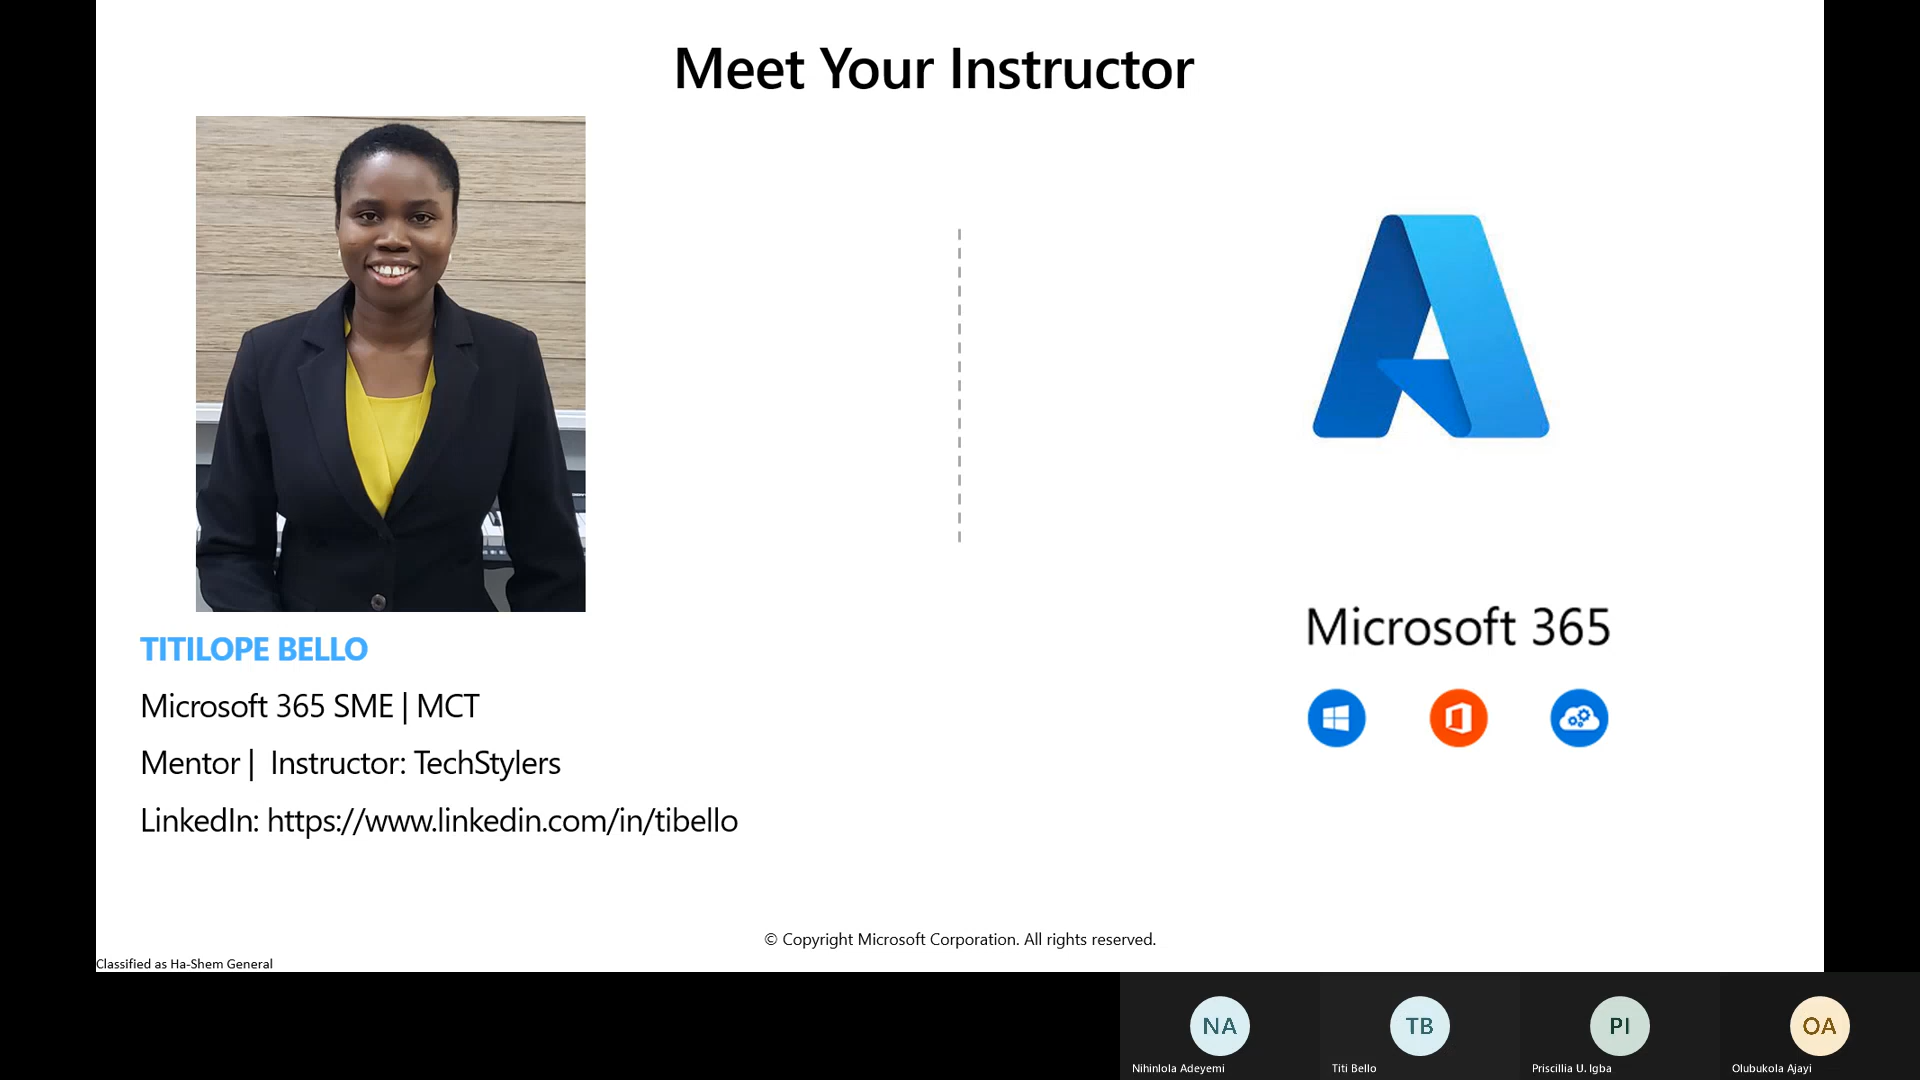 Meet Your Instructor
TITILOPE BELLO
Microsoft 365 SME | MCT
Mentor | Instructor: TechStylers
LinkedIn: https://www.linkedin.com/in/tibello
Microsoft 365
© Copyright Microsoft Corporation. All rights reserved.
Classified as Ha-Shem General
NA
Nihinlola Adeyemi
TB
Titi Bello
PI
Priscillia U. Igba
OA
Olubukola Ajayi